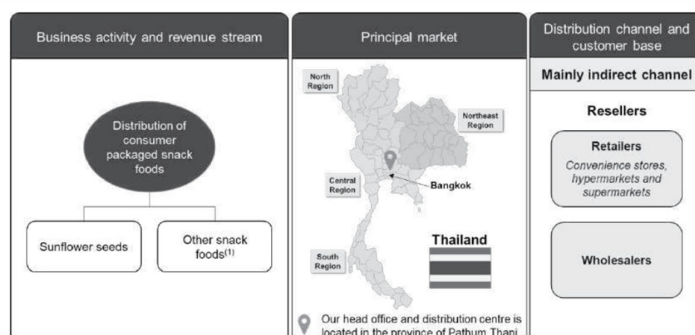 Business activity and revenue stream
Distribution of
consumer
packaged snack
foods
Sunflower seeds
Other snack
foods(1)
Principal market
North
Region
Northeast
Region
Central
Region
Bangkok
South
Region
Thailand
Our head office and distribution centre is
located in the province of Pathum Thani
Distribution channel and
customer base
Mainly indirect channel
Resellers
Retailers
Convenience stores,
hypermarkets and
supermarkets
Wholesalers